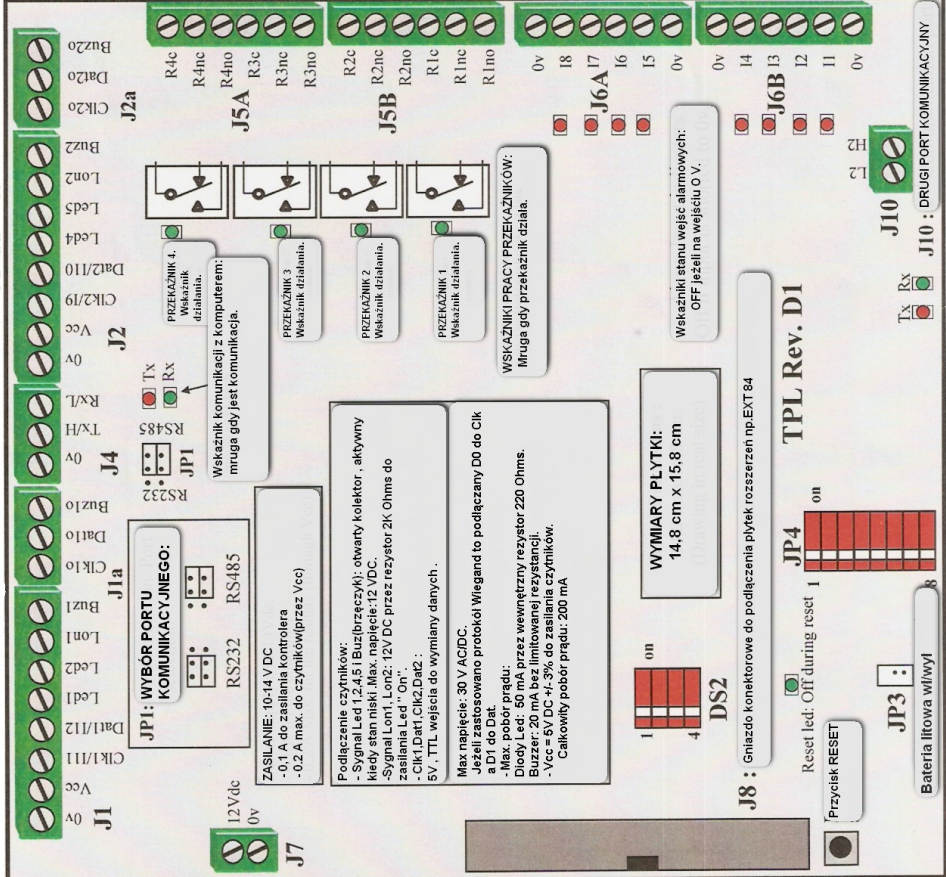 Buz2o
Dat2o
Clk2o
J2a
R4c
R4nc
R4no
R3c
R3nc
R3no
J5A
R2c
R2nc
R2no
R1c
R1nc
R1no
J5B
0v
I8
I7
I6
I5
0v
J6A
0v
I4
I3
I2
I1
0v
J6B
DRUGI PORT KOMUNIKACYJNY
J10 :
H2
L2
J10
Tx
Rx
Buz2
Lon2
Led5
Led4
Dat2/I10
Clk2/I9
Vcc
0v
J2
PRZEKAŹNIK 4.
Wskaźnik
działania.
PRZEKAŹNIK 3
Wskaźnik działania.
PRZEKAŹNIK 2
Wskaźnik działania.
PRZEKAŹNIK 1
Wskaźnik działania.
WSKAŹNIKI PRACY PRZEKAŹNIKÓW:
Mruga gdy przekaźnik działa.
Wskaźniki stanu wejść alarmowych:
OFF jeżeli na wejściu O V.
Wskaźnik komunikacji z komputerem:
mruga gdy jest komunikacja.
Tx
Rx
RS485
RS232
JP1
Rx/L
Tx/H
0v
J4
Buz1o
Dat1o
Clk1o
J1a
JP1:
WYBÓR PORTU
KOMUNIKACYJNEGO:
RS232
RS485
Buz1
Lon1
Led2
Led1
Dat1/I12
Clk1/I11
Vcc
0v
J1
12Vdc
0v
J7
ZASILANIE: 10-14 V DC
- 0,1 A do zasilania kontrolera
- 0,2 A max. do czytników(przez Vcc)
Podłączenie czytników:
- Sygnał Led 1,2,4,5 i Buz(brzęczyk): otwarty kolektor , aktywny
kiedy stan niski .Max. napięcie:12 VDC.
-Sygnał Lon1, Lon2: 12V DC przez rezystor 2K Ohms do
zasilania Led " On".
- Clk1,Dat1,Clk2,Dat2 :
5V , TTL wejścia do wymiany danych .
Max napięcie: 30 V AC/DC.
Jeżeli zastosowano protokół Wiegand to podłączany D0 do Clk
a D1 do Dat.
- Max. pobór prądu:
Diody Led: 50 mA przez wewnętrzny rezystor 220 Ohms.
Buzzer: 20 mA bez limitowanej rezystancji.
- Vcc = 5V DC +/-3% do zasilania czytników.
Całkowity pobór prądu: 200 mA
WYMIARY PŁYTKI:
14,8 cm x 15,8 cm
1
4
on
DS2
J8 :
Gniazdo konektorowe do podłączenia płytek rozszerzeń np.EXT 84
TPL Rev. D1
JP4
1
8
on
Reset led: Off during reset
Przycisk RESET
JP3
Bateria litowa wł/wył